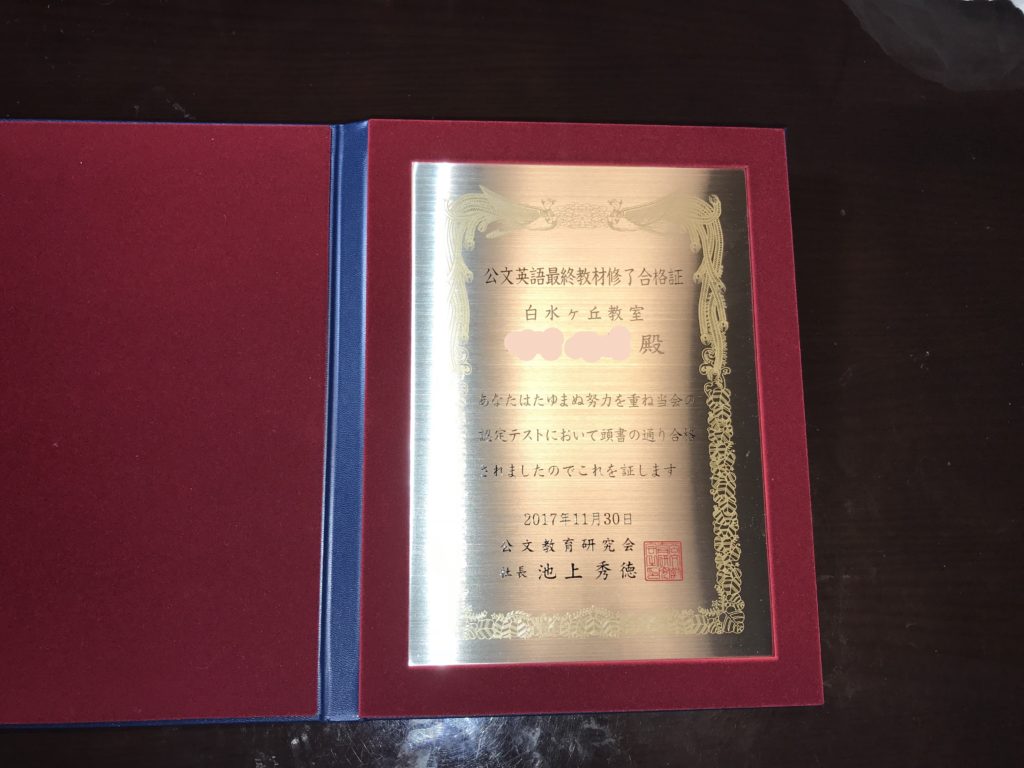 公文英語最終教材修了合格証
白水ヶ丘教室
殿
あなたはたゆまぬ努力を重ね当会の
認定テストにおいて頭書の通り合格
されましたのでこれを証します
2017年11月30日
公文教育研究会
社長 池上秀徳